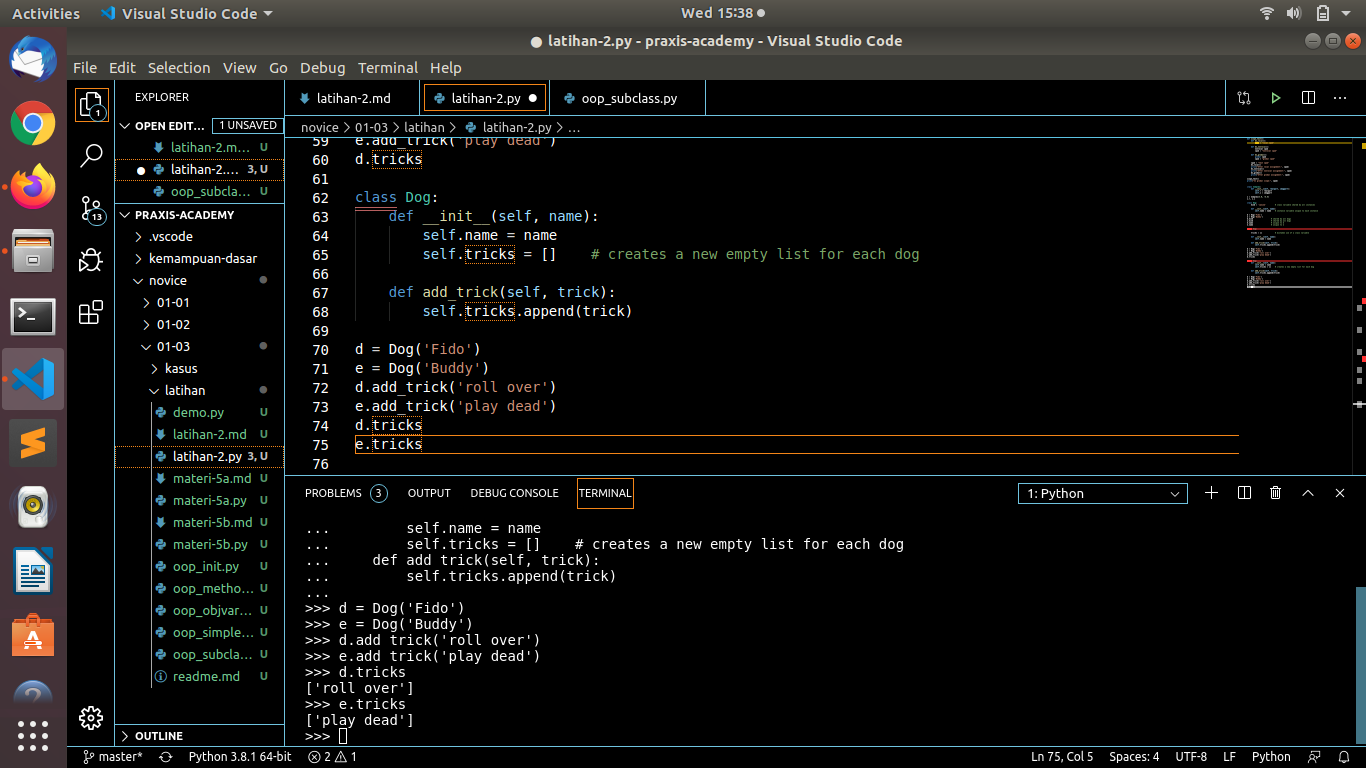 Activities
Visual Studio Code
Wed 15:38
latihan-2.py - praxis-academy - Visual Studio Code
File Edit Selection View Go Debug Terminal Help
1
13
EXPLORER
OPEN EDIT... 1 UNSAVED
latihan-2.m... U
latihan-2.... 3, U
oop_subcla... U
PRAXIS-ACADEMY
.vscode
kemampuan-dasar
novice
01-01
01-02
01-03
kasus
latihan
demo.py U
latihan-2.md U
latihan-2.py 3, U
materi-5a.md U
materi-5a.py U
materi-5b.md U
materi-5b.py U
oop_init.py U
oop_metho... U
oop_objvar... U
oop_simple... U
oop_subcla... U
readme.md U
OUTLINE
latihan-2.md latihan-2.py oop_subclass.py
novice > 01-03 > latihan > latihan-2.py > ...
59 e.add_trick('play dead')
60 d.tricks
61
62 class Dog:
63     def __init__(self, name):
64         self.name = name
65         self.tricks = []    # creates a new empty list for each dog
66
67     def add_trick(self, trick):
68         self.tricks.append(trick)
69
70 d = Dog('Fido')
71 e = Dog('Buddy')
72 d.add_trick('roll over')
73 e.add_trick('play dead')
74 d.tricks
75 e.tricks
76
PROBLEMS 3 OUTPUT DEBUG CONSOLE TERMINAL 1: Python
...         self.name = name
...         self.tricks = []    # creates a new empty list for each dog
...     def add trick(self, trick):
...         self.tricks.append(trick)
...
>>> d = Dog('Fido')
>>> e = Dog('Buddy')
>>> d.add trick('roll over')
>>> e.add trick('play dead')
>>> d.tricks
['roll over']
>>> e.tricks
['play dead']
>>>
master* Python 3.8.1 64-bit 2 1 Ln 75, Col 5 Spaces: 4 UTF-8 LF Python